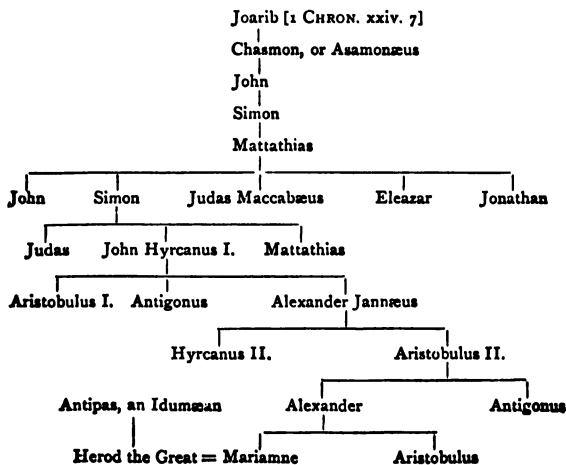 Joarib [1 CHRON. xxiv. 7]
Chasmon, or Asamonæus
John
Simon
Mattathias
John Simon Judas Maccabæus Eleazar Jonathan
Judas John Hyrcanus I. Mattathias
Aristobulus I. Antigonus Alexander Jannæus
Hyrcanus II. Aristobulus II.
Antipas, an Idumæan Alexander Antigonus
Herod the Great = Mariamne Aristobulus